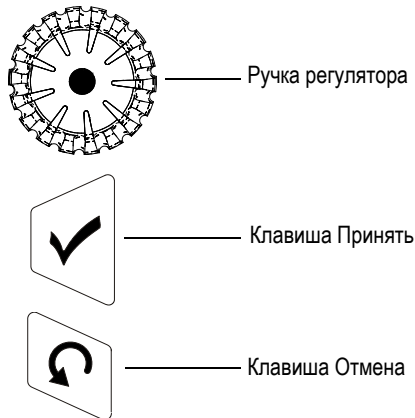 Ручка регулятора
Клавиша Принять
Клавиша Отмена